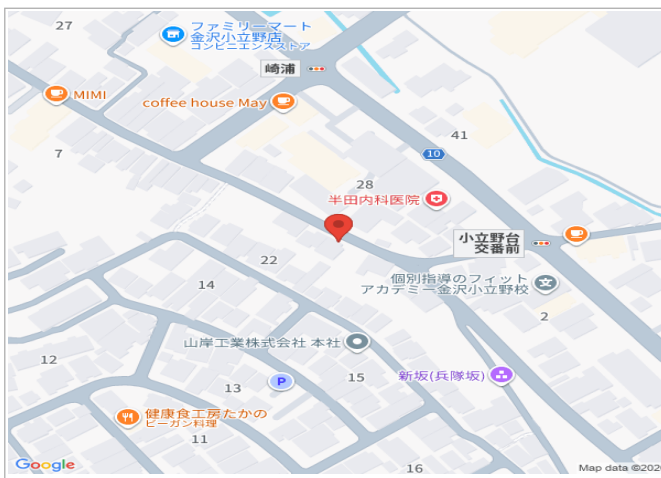 27
ファミリーマート
金沢小立野店
コンビニエンスストア
崎浦
MIMI
coffee house May
41
10
7
28
半田内科医院
小立野台
交番前
22
個別指導のフィット
アカデミー金沢小立野校
14
2
山岸工業株式会社 本社
12
13
P
15
新坂(兵隊坂)
健康食工房たかの
ビーガン料理
11
16
Google
Map data ©202